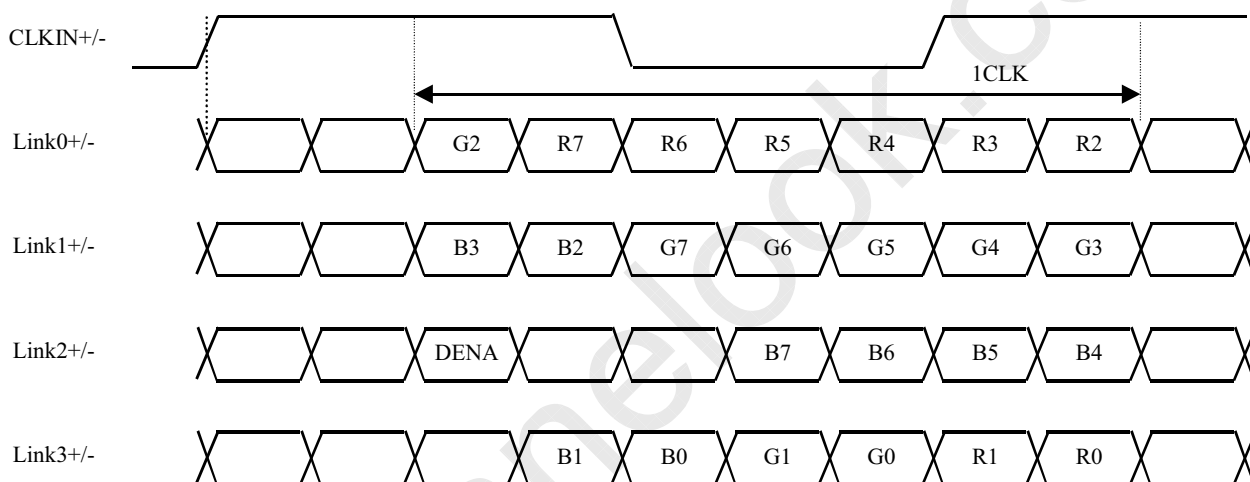 CLKIN+/-
1CLK
Link0+/- G2 R7 R6 R5 R4 R3 R2
Link1+/- B3 B2 G7 G6 G5 G4 G3
Link2+/- DENA B7 B6 B5 B4
Link3+/- B1 B0 G1 G0 R1 R0